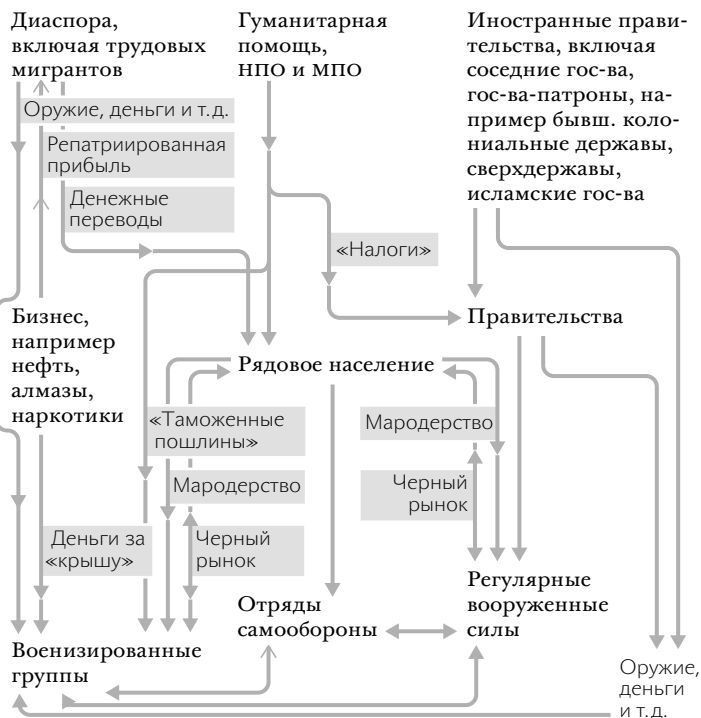 Диаспора,
включая трудовых
мигрантов
Гуманитарная
помощь,
НПО и МПО
Иностранные прави-
тельства, включая
соседние гос-ва,
гос-ва-патроны, на-
пример бывш. коло-
ниальные державы,
сверхдержавы,
исламские гос-ва
Оружие, деньги и т.д.
Репатриированная
прибыль
Денежные
переводы
«Налоги»
Бизнес,
например
нефть,
алмазы,
наркотики
Правительства
Рядовое население
«Таможенные
пошлины»
Мародерство
Мародерство
Черный
рынок
Деньги за
«крышу»
Черный
рынок
Отряды
самообороны
Регулярные
вооруженные
силы
Военизированные
группы
Оружие,
деньги
и т.д.